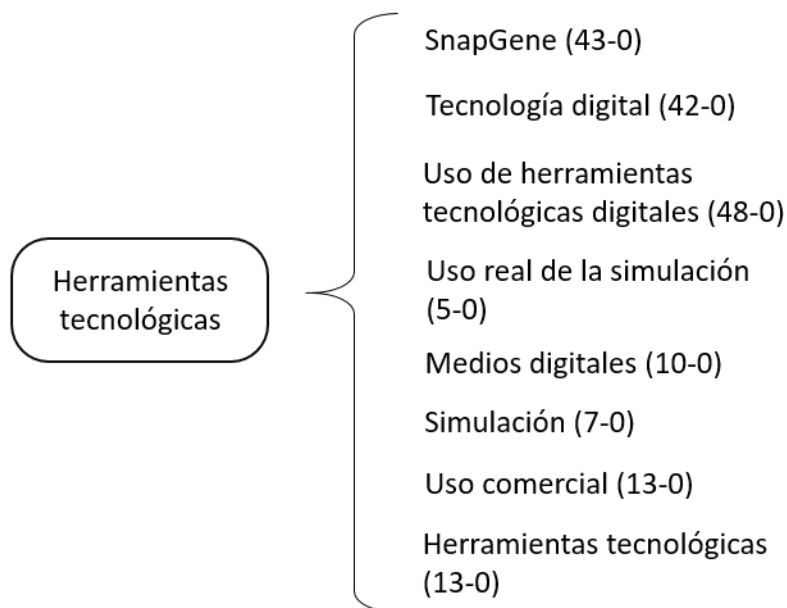 Herramientas
tecnológicas
SnapGene (43-0)
Tecnología digital (42-0)
Uso de herramientas
tecnológicas digitales (48-0)
Uso real de la simulación
(5-0)
Medios digitales (10-0)
Simulación (7-0)
Uso comercial (13-0)
Herramientas tecnológicas
(13-0)